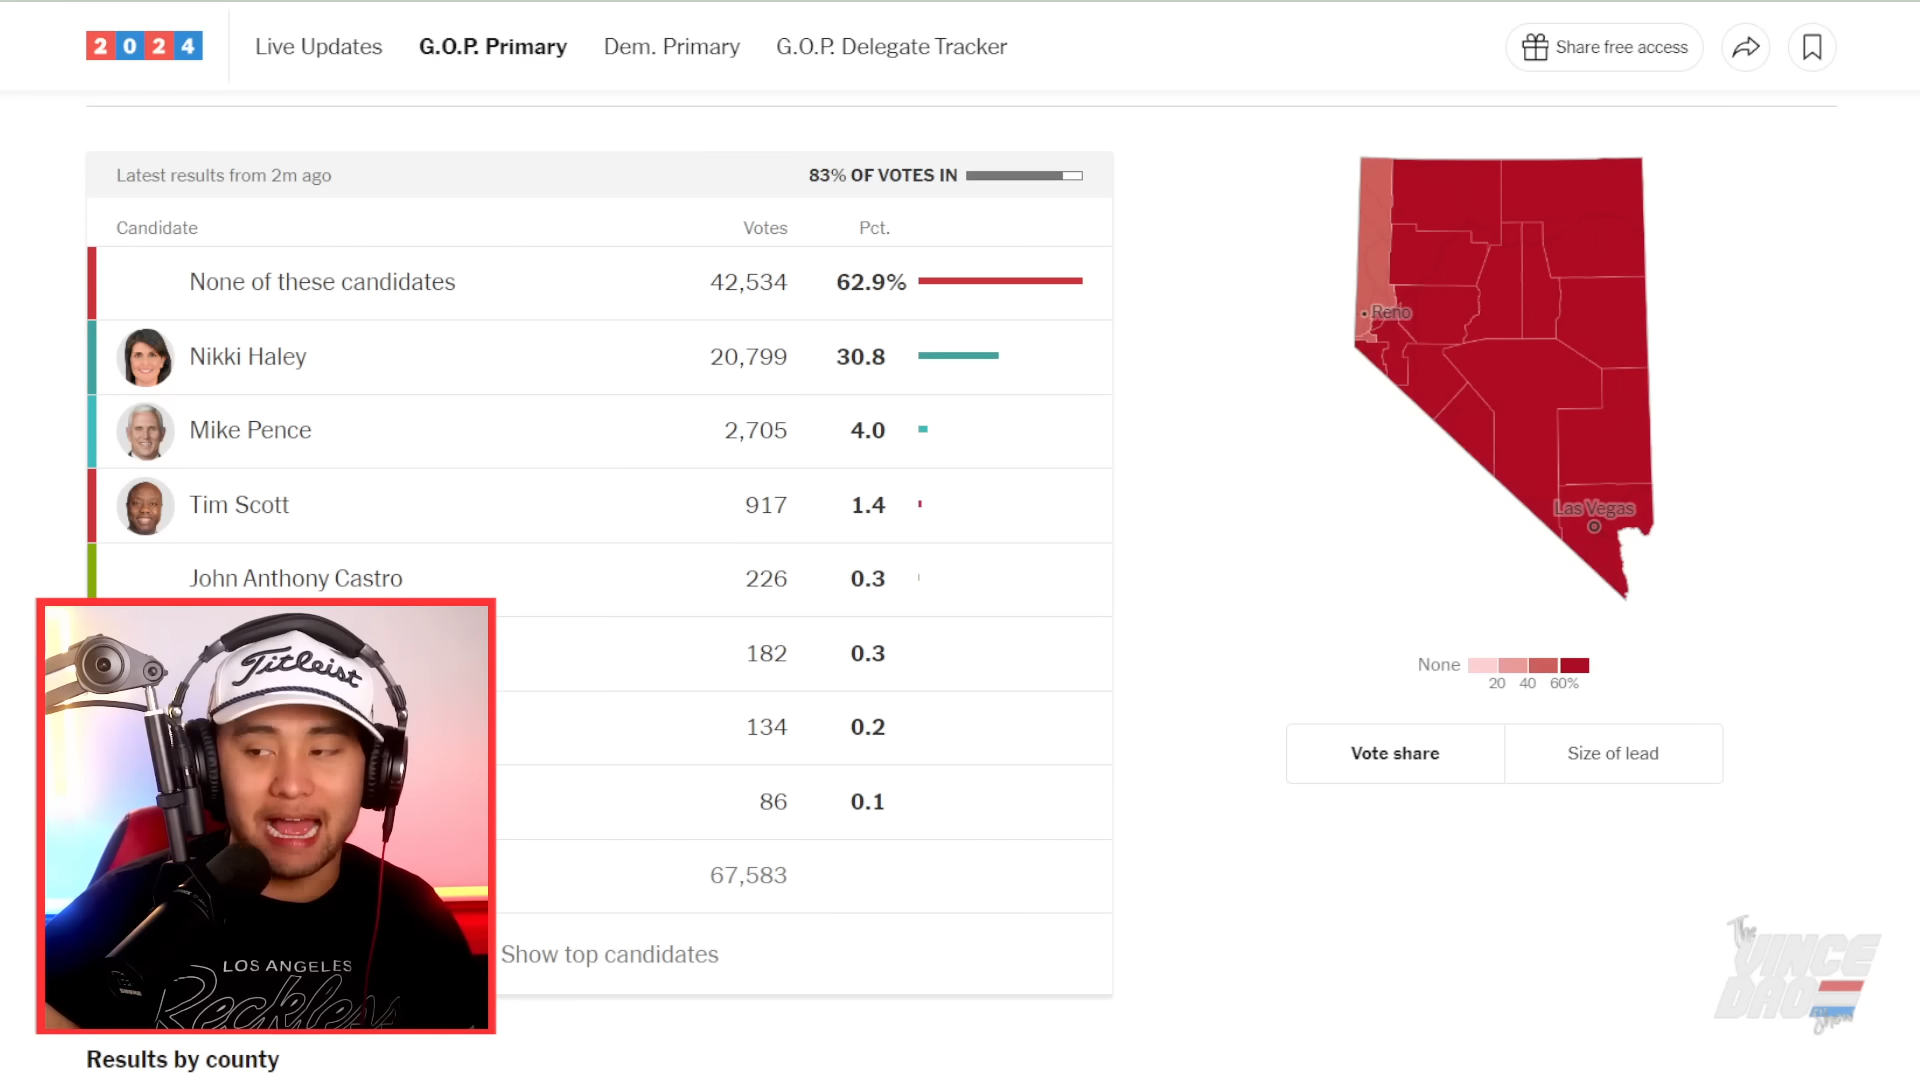 2024
Live Updates
G.O.P. Primary
Dem. Primary
G.O.P. Delegate Tracker
Share free access
Latest results from 2m ago
83% OF VOTES IN
Candidate Votes Pct.
None of these candidates 42,534 62.9%
Nikki Haley 20,799 30.8
Mike Pence 2,705 4.0
Tim Scott 917 1.4
John Anthony Castro 226 0.3
182 0.3
134 0.2
86 0.1
67,583
Show top candidates
Reno
Las Vegas
None
20 40 60%
Vote share
Size of lead
Titleist
LOS ANGELES
Reckless
The
VINCE
DAO
Show
Results by county